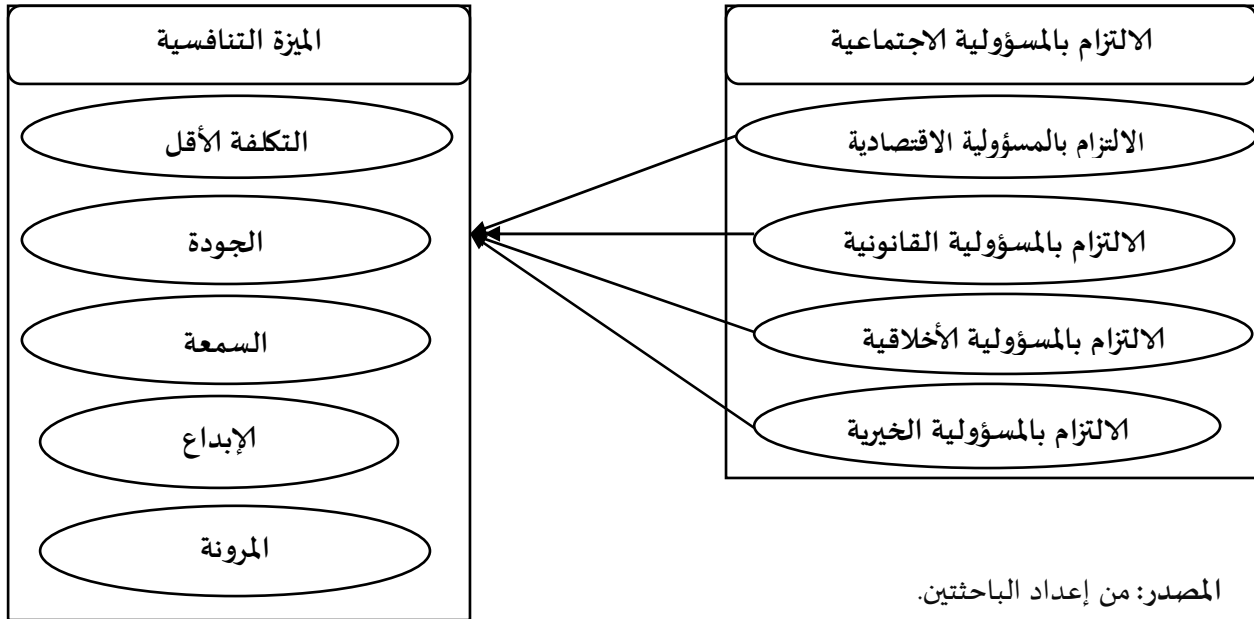 الالتزام بالمسؤولية الاجتماعية
الالتزام بالمسؤولية الاقتصادية
الالتزام بالمسؤولية القانونية
الالتزام بالمسؤولية الأخلاقية
الالتزام بالمسؤولية الخيرية
الميزة التنافسية
التكلفة الأقل
الجودة
السمعة
الإبداع
المرونة
المصدر: من إعداد الباحثتين.